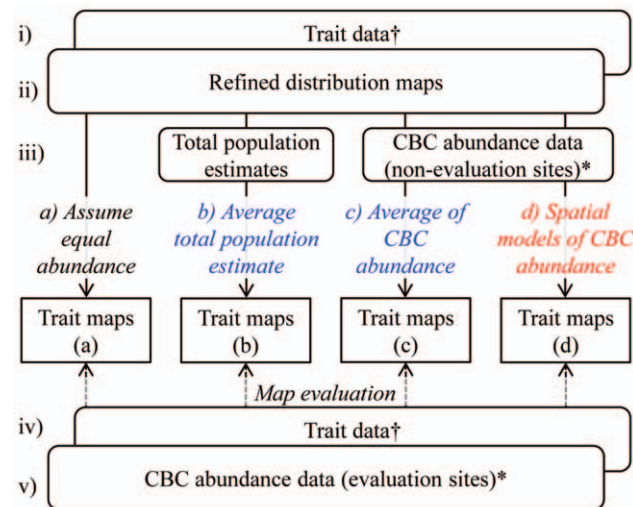 i)
Trait data†
ii)
Refined distribution maps
iii)
Total population
estimates
CBC abundance data
(non-evaluation sites)*
a) Assume
equal
abundance
b) Average
total population
estimate
c) Average of
CBC
abundance
d) Spatial
models of CBC
abundance
Trait maps
(a)
Trait maps
(b)
Trait maps
(c)
Trait maps
(d)
Map evaluation
iv)
Trait data†
v)
CBC abundance data (evaluation sites)*